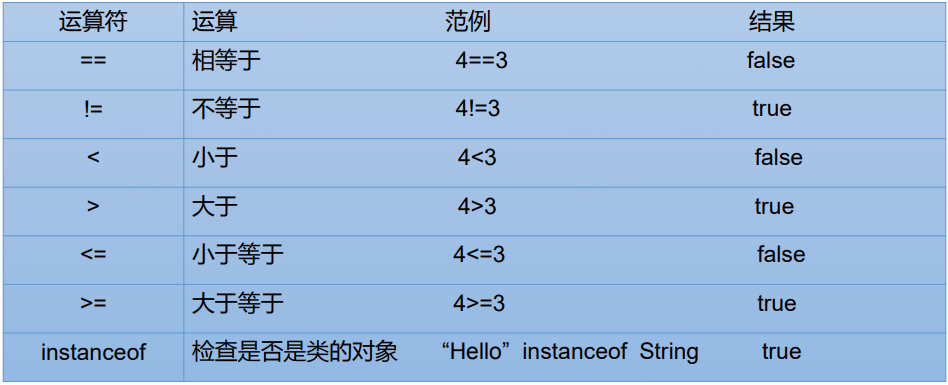 运算符 运算 范例 结果
== 相等于 4==3 false
!= 不等于 4!=3 true
< 小于 4<3 false
> 大于 4>3 true
<= 小于等于 4<=3 false
>= 大于等于 4>=3 true
instanceof 检查是否是类的对象 “Hello” instanceof String true